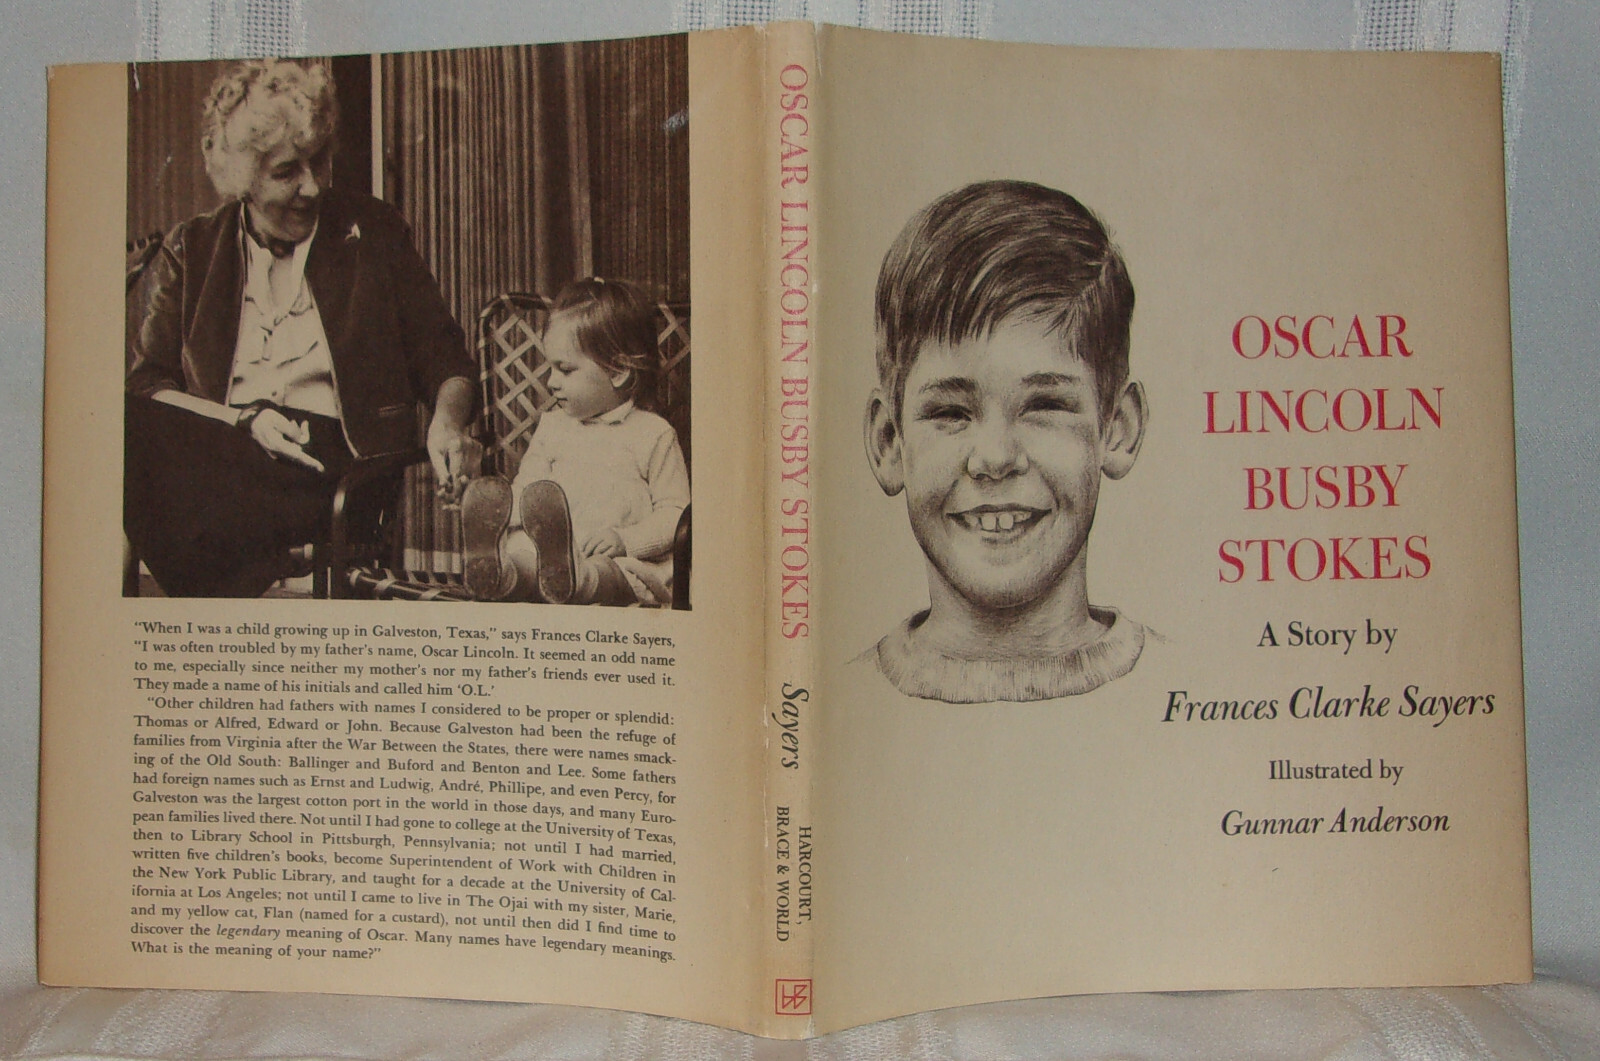 "When I was a child growing up in Galveston, Texas," says Frances Clarke Sayers,
"I was often troubled by my father's name, Oscar Lincoln. It seemed an odd name
to me, especially since neither my mother's nor my father's friends ever used it.
They made a name of his initials and called him 'O.L.'
"Other children had fathers with names I considered to be proper or splendid:
Thomas or Alfred, Edward or John. Because Galveston had been the refuge of
families from Virginia after the War Between the States, there were names smack-
ing of the Old South: Ballinger and Buford and Benton and Lee. Some fathers
had foreign names such as Ernst and Ludwig, André, Phillipe, and even Percy, for
Galveston was the largest cotton port in the world in those days, and many Euro-
pean families lived there. Not until I had gone to college at the University of Texas,
then to Library School in Pittsburgh, Pennsylvania; not until I had married,
written five children's books, become Superintendent of Work with Children in
the New York Public Library, and taught for a decade at the University of Cal-
ifornia at Los Angeles; not until I came to live in The Ojai with my sister, Marie,
and my yellow cat, Flan (named for a custard), not until then did I find time to
discover the legendary meaning of Oscar. Many names have legendary meanings.
What is the meaning of your name?"
OSCAR LINCOLN BUSBY STOKES
Sayers
HARCOURT,
BRACE & WORLD
HB
OSCAR
LINCOLN
BUSBY
STOKES
A Story by
Frances Clarke Sayers
Illustrated by
Gunnar Anderson